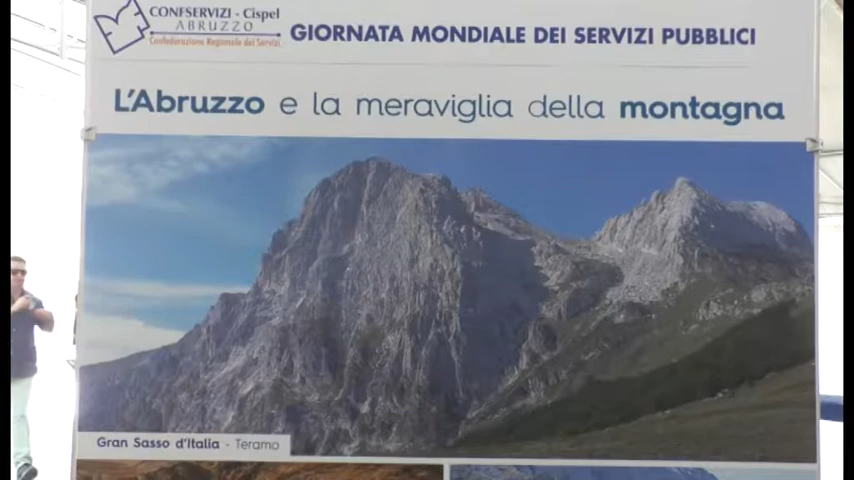 CONFSERVIZI - Cispel
ABRUZZO
Confederazione Regionale dei Servizi
GIORNATA MONDIALE DEI SERVIZI PUBBLICI
L'Abruzzo e la meraviglia della montagna
Gran Sasso d'Italia - Teramo